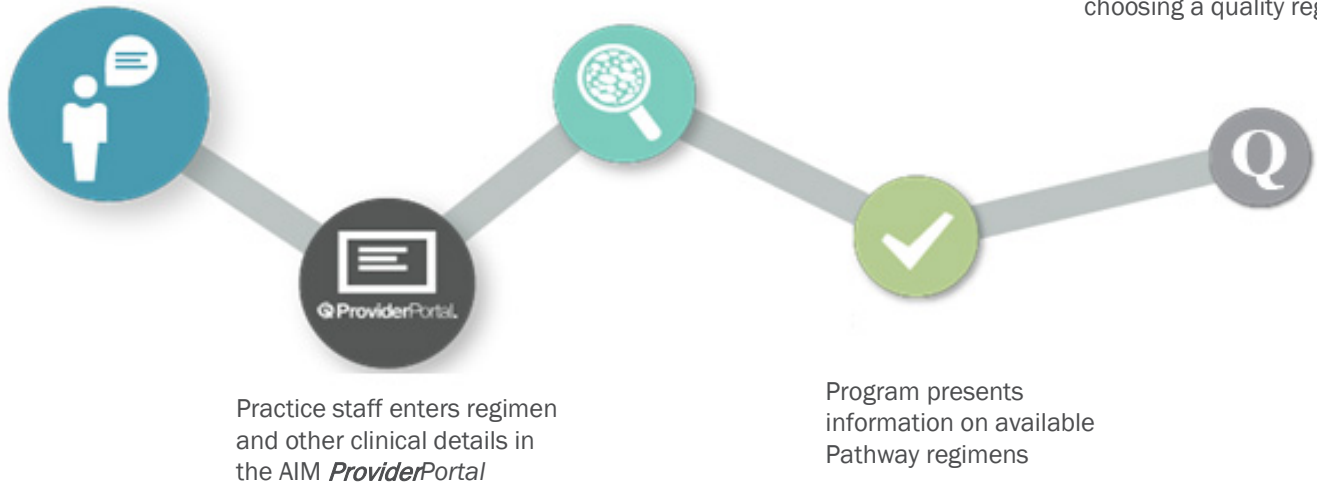 choosing a quality reg
ProviderPortal.
Q
Practice staff enters regimen
and other clinical details in
the AIM ProviderPortal
Program presents
information on available
Pathway regimens